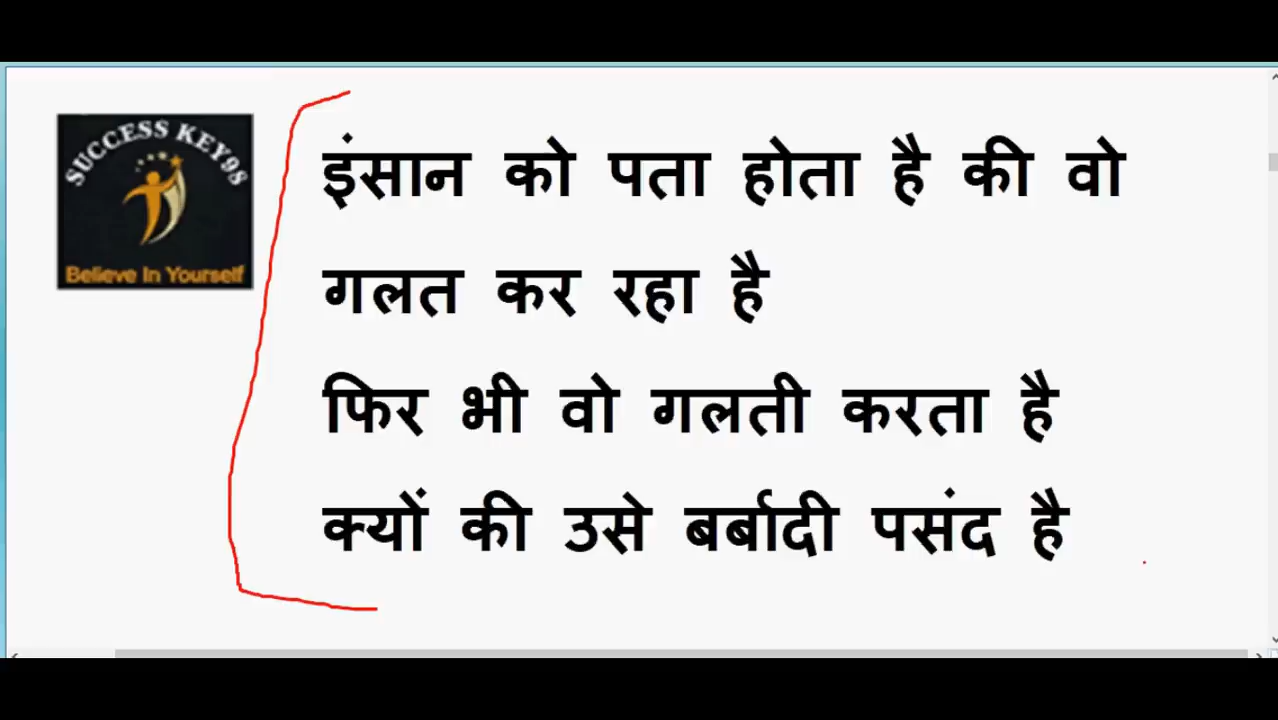 SUCCESS KEY98
Believe In Yourself
इंसान को पता होता है की वो
गलत कर रहा है
फिर भी वो गलती करता है
क्यों की उसे बर्बादी पसंद है